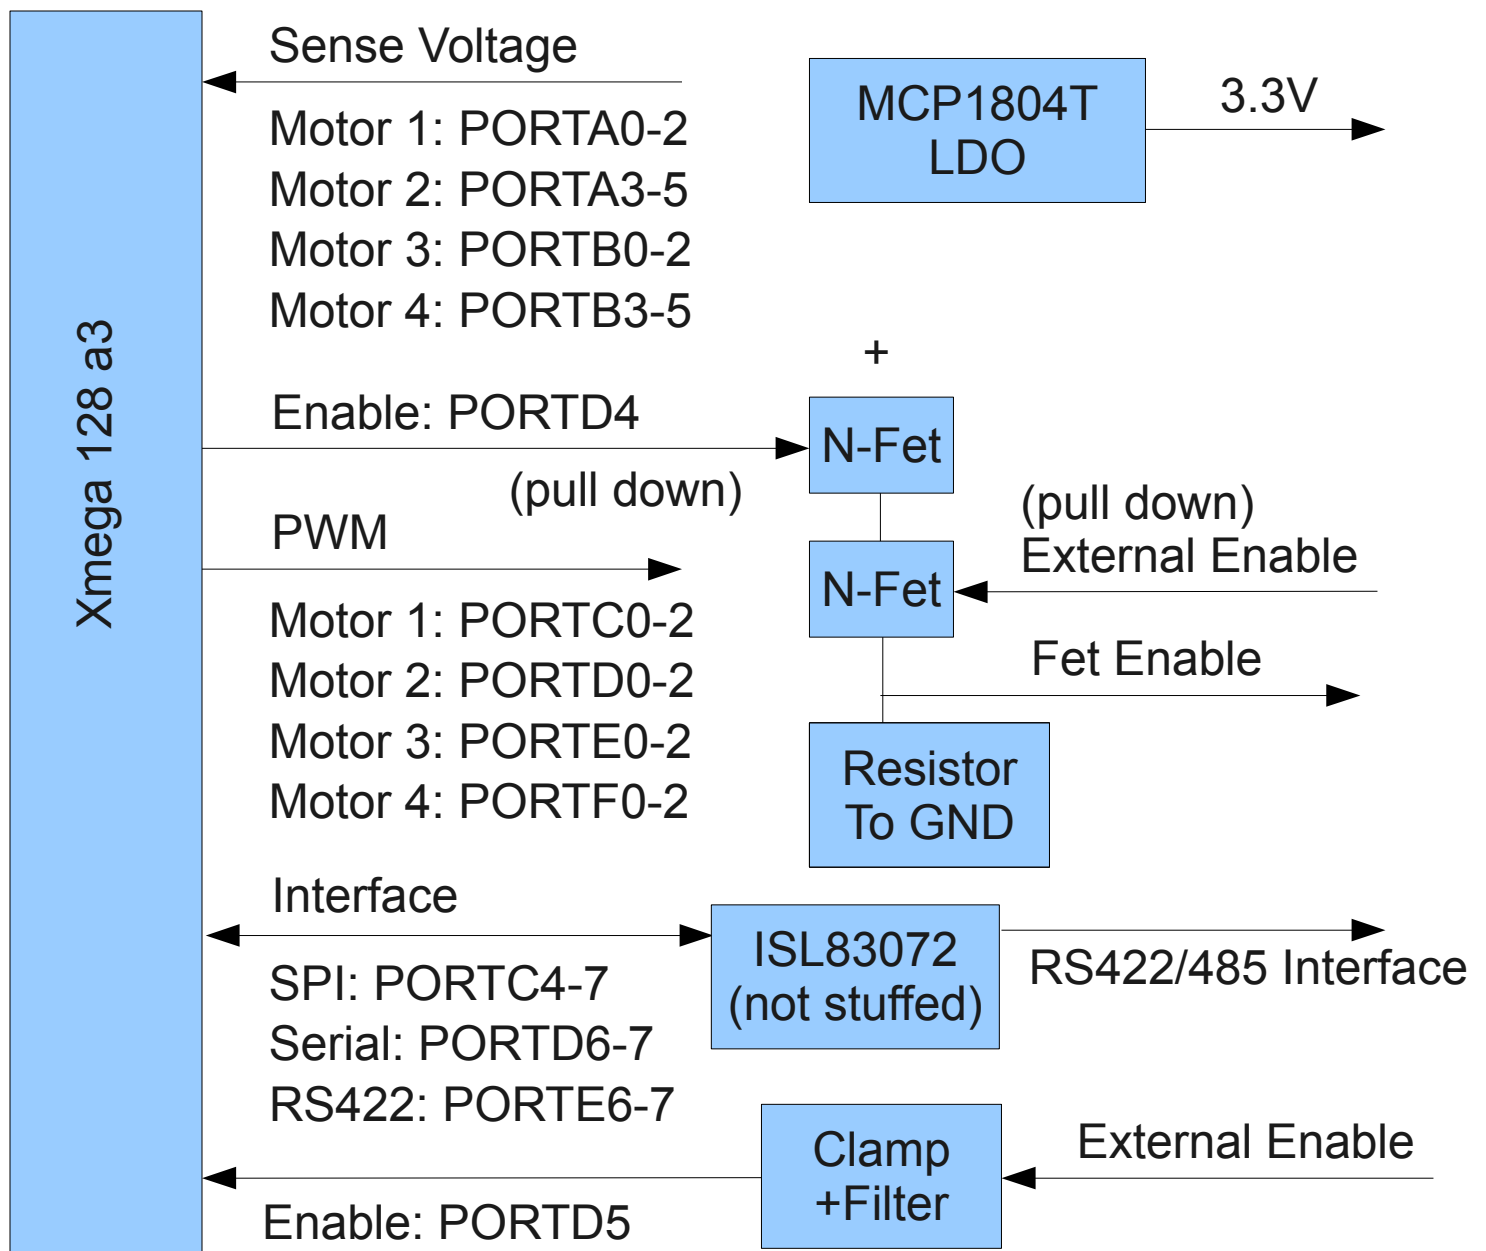 Xmega 128 a3
Sense Voltage
Motor 1: PORTA0-2
Motor 2: PORTA3-5
Motor 3: PORTB0-2
Motor 4: PORTB3-5
MCP1804T
LDO
3.3V
+
Enable: PORTD4
(pull down)
N-Fet
N-Fet
(pull down)
External Enable
Fet Enable
Resistor
To GND
PWM
Motor 1: PORTC0-2
Motor 2: PORTD0-2
Motor 3: PORTE0-2
Motor 4: PORTF0-2
Interface
SPI: PORTC4-7
Serial: PORTD6-7
RS422: PORTE6-7
ISL83072
(not stuffed)
RS422/485 Interface
Clamp
+Filter
External Enable
Enable: PORTD5